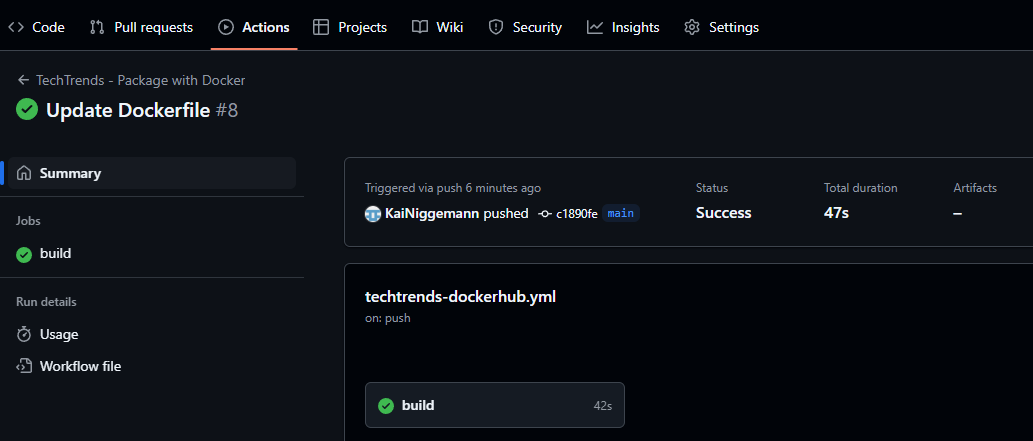 Code Pull requests Actions Projects Wiki Security Insights Settings
TechTrends - Package with Docker
Update Dockerfile #8
Summary
Jobs
build
Run details
Usage
Workflow file
Triggered via push 6 minutes ago
KaiNiggemann pushed c1890fe main
Status
Success
Total duration
47s
Artifacts
–
techtrends-dockerhub.yml
on: push
build 42s